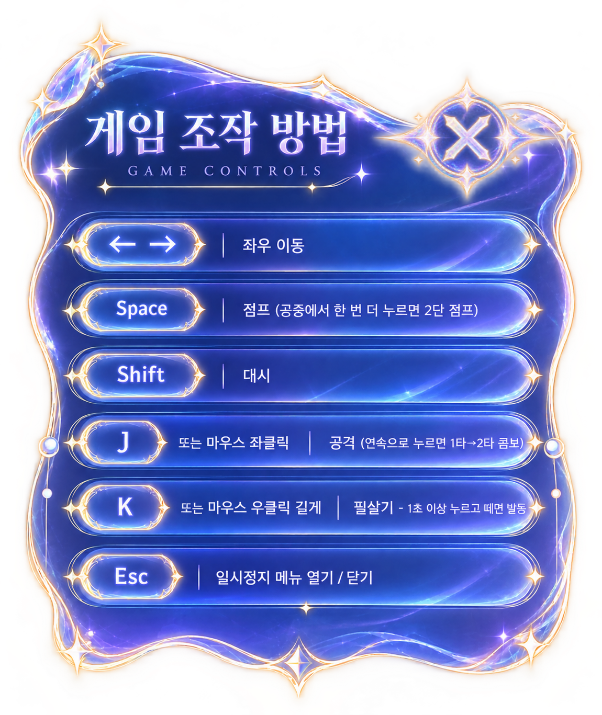 게임 조작 방법
GAME CONTROLS
← → | 좌우 이동
Space | 점프 (공중에서 한 번 더 누르면 2단 점프)
Shift | 대시
J 또는 마우스 좌클릭 | 공격 (연속으로 누르면 1타→2타 콤보)
K 또는 마우스 우클릭 길게 | 필살기 - 1초 이상 누르고 떼면 발동
Esc | 일시정지 메뉴 열기 / 닫기